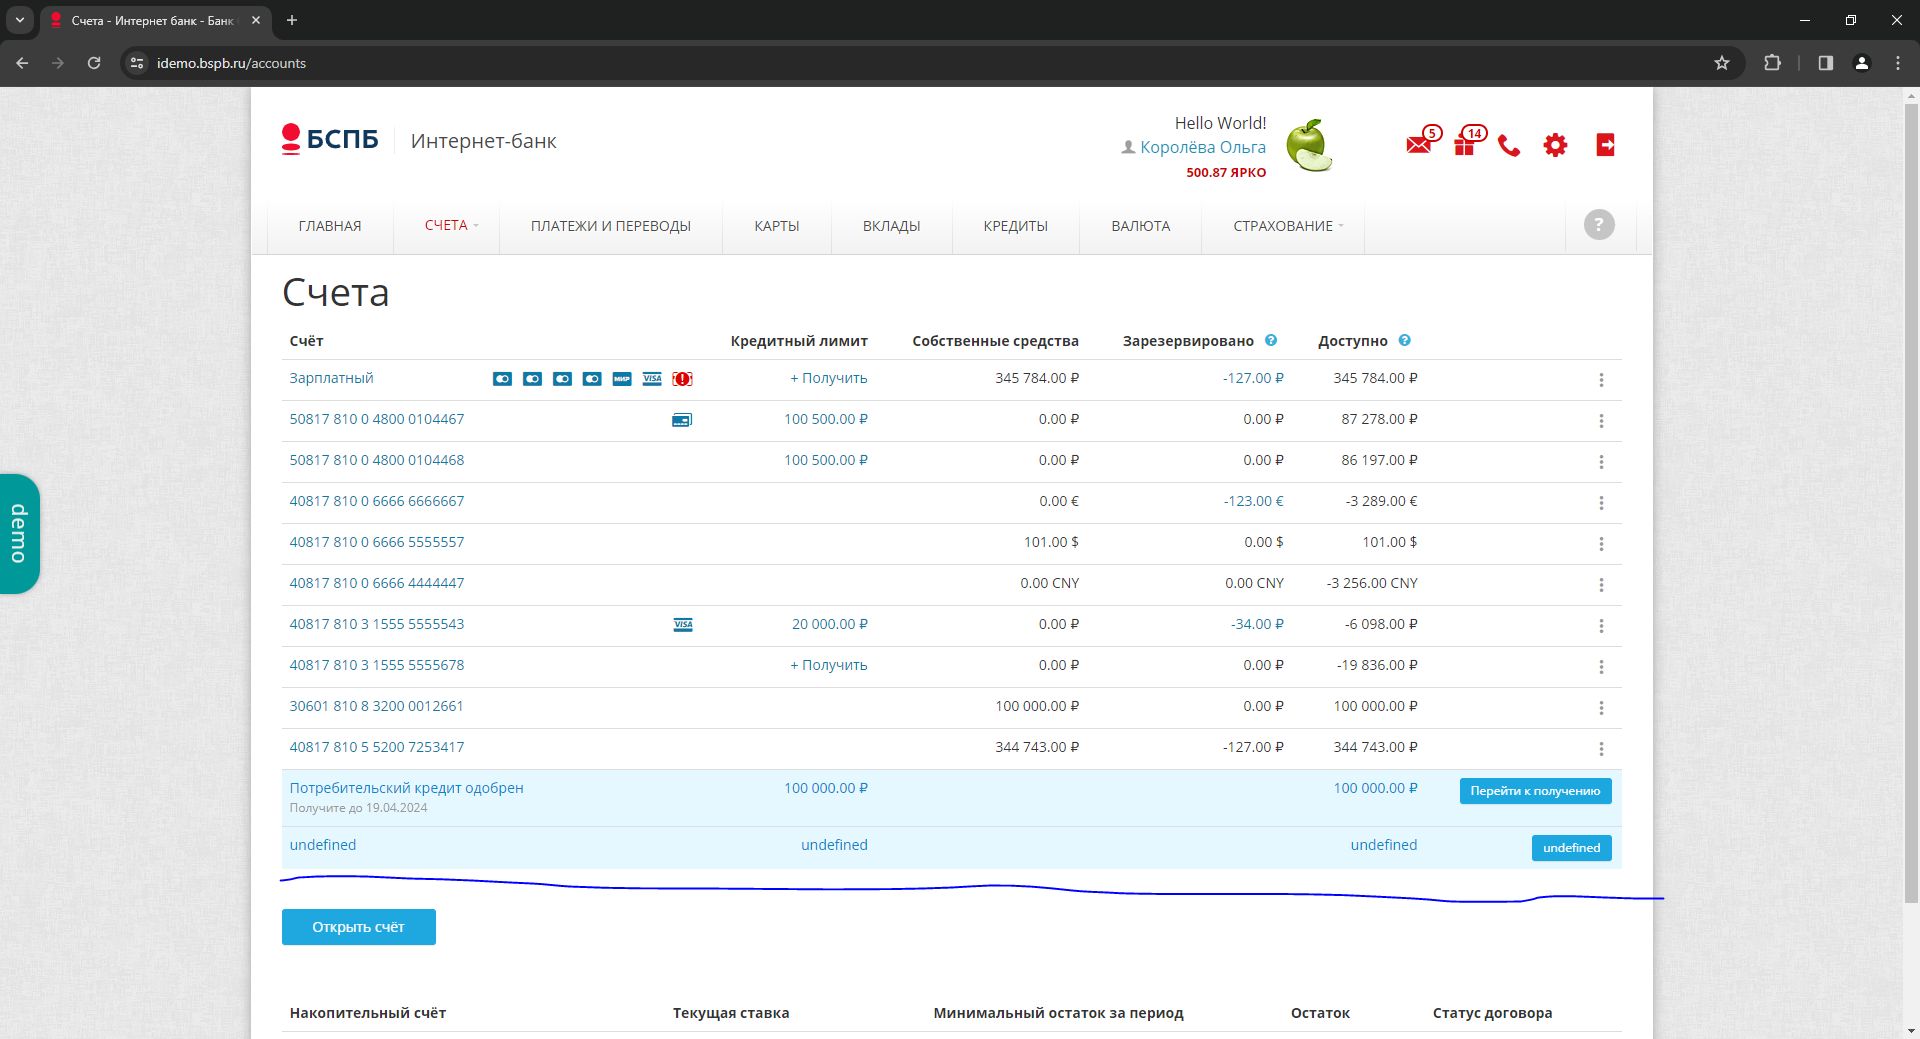 Счета - Интернет банк - Банк
idemo.bspb.ru/accounts
БСПБ Интернет-банк
Hello World!
Королёва Ольга
500.87 ЯРКО
5 14
ГЛАВНАЯ СЧЕТА ПЛАТЕЖИ И ПЕРЕВОДЫ КАРТЫ ВКЛАДЫ КРЕДИТЫ ВАЛЮТА СТРАХОВАНИЕ ?
Счета
Счёт Кредитный лимит Собственные средства Зарезервировано ? Доступно ?
Зарплатный МИР VISA ! + Получить 345 784.00 ₽ -127.00 ₽ 345 784.00 ₽
50817 810 0 4800 0104467 100 500.00 ₽ 0.00 ₽ 0.00 ₽ 87 278.00 ₽
50817 810 0 4800 0104468 100 500.00 ₽ 0.00 ₽ 0.00 ₽ 86 197.00 ₽
40817 810 0 6666 6666667 0.00 € -123.00 € -3 289.00 €
40817 810 0 6666 5555557 101.00 $ 0.00 $ 101.00 $
40817 810 0 6666 4444447 0.00 CNY 0.00 CNY -3 256.00 CNY
40817 810 3 1555 5555543 VISA 20 000.00 ₽ 0.00 ₽ -34.00 ₽ -6 098.00 ₽
40817 810 3 1555 5555678 + Получить 0.00 ₽ 0.00 ₽ -19 836.00 ₽
30601 810 8 3200 0012661 100 000.00 ₽ 0.00 ₽ 100 000.00 ₽
40817 810 5 5200 7253417 344 743.00 ₽ -127.00 ₽ 344 743.00 ₽
Потребительский кредит одобрен 100 000.00 ₽ 100 000.00 ₽ Перейти к получению
Получите до 19.04.2024
undefined undefined undefined undefined
Открыть счёт
Накопительный счёт Текущая ставка Минимальный остаток за период Остаток Статус договора
demo